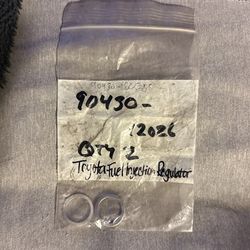 90430-
12026
QTY 2
Toyota Fuel Injection Regulator